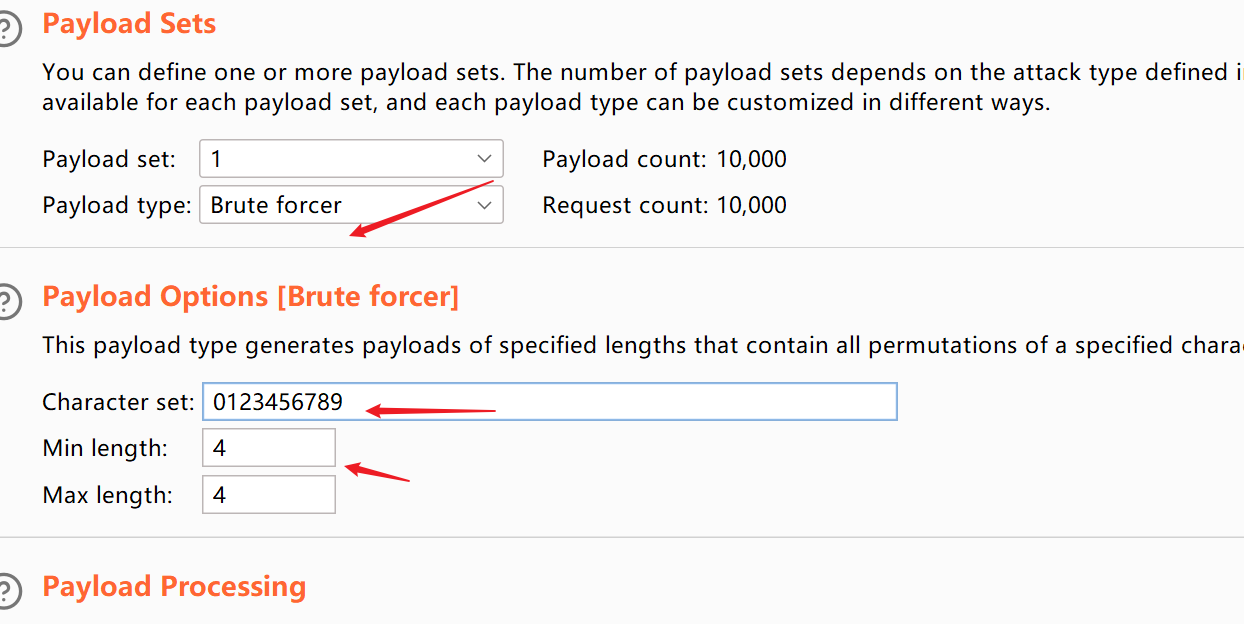 Payload Sets
You can define one or more payload sets. The number of payload sets depends on the attack type defined i
available for each payload set, and each payload type can be customized in different ways.
Payload set: 1 Payload count: 10,000
Payload type: Brute forcer Request count: 10,000
Payload Options [Brute forcer]
This payload type generates payloads of specified lengths that contain all permutations of a specified chara
Character set: 0123456789
Min length: 4
Max length: 4
Payload Processing